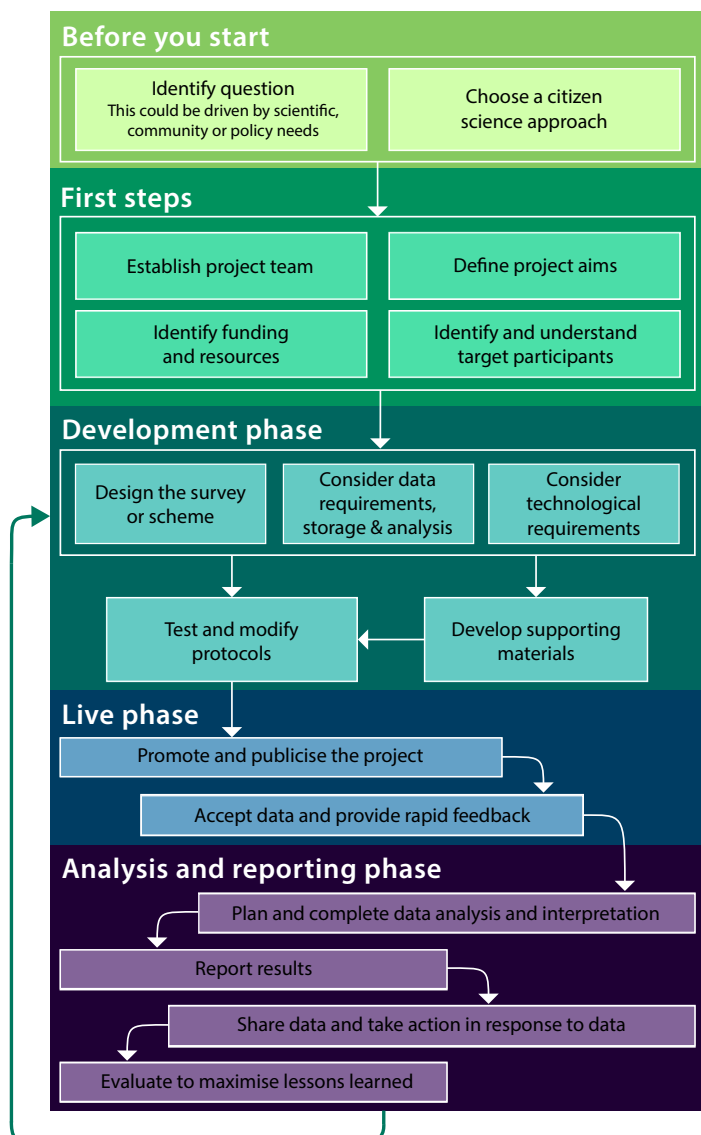 Before you start
Identify question
This could be driven by scientific,
community or policy needs
Choose a citizen
science approach
First steps
Establish project team
Define project aims
Identify funding
and resources
Identify and understand
target participants
Development phase
Design the survey
or scheme
Consider data
requirements,
storage & analysis
Consider
technological
requirements
Test and modify
protocols
Develop supporting
materials
Live phase
Promote and publicise the project
Accept data and provide rapid feedback
Analysis and reporting phase
Plan and complete data analysis and interpretation
Report results
Share data and take action in response to data
Evaluate to maximise lessons learned